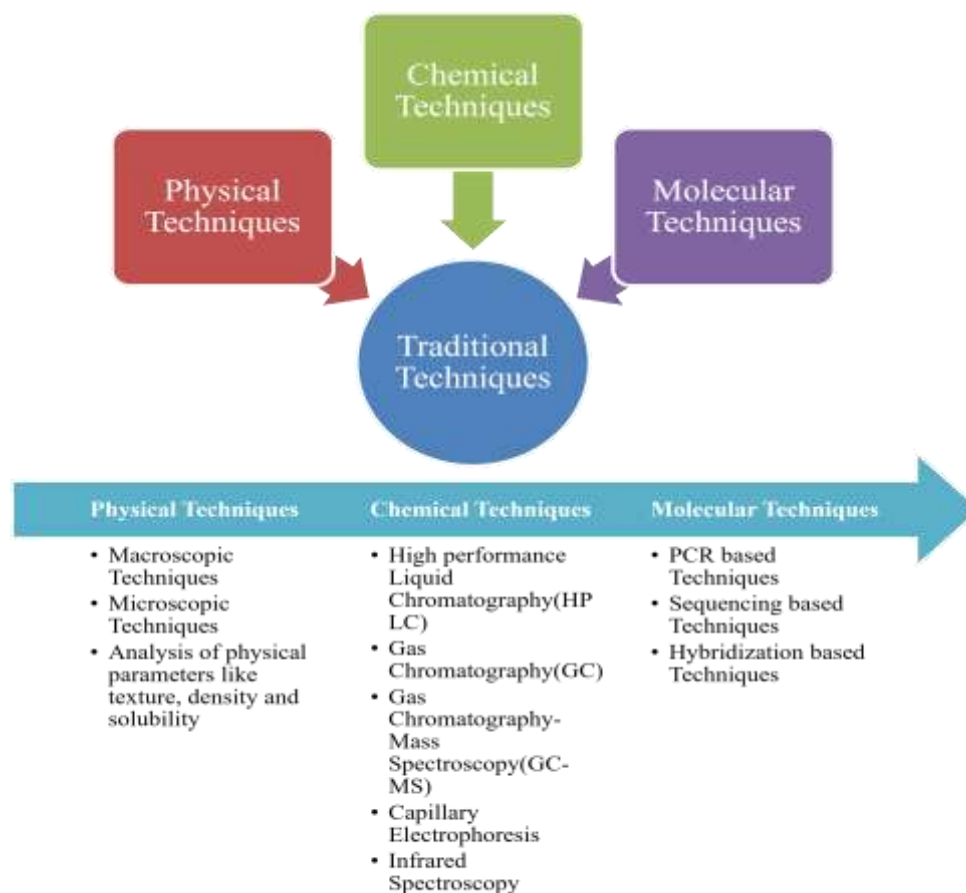 Chemical
Techniques
Physical
Techniques
Molecular
Techniques
Traditional
Techniques
Physical Techniques
• Macroscopic
Techniques
• Microscopic
Techniques
• Analysis of physical
parameters like
texture, density and
solubility
Chemical Techniques
• High performance
Liquid
Chromatography(HP
LC)
• Gas
Chromatography(GC)
• Gas
Chromatography-
Mass
Spectroscopy(GC-
MS)
• Capillary
Electrophoresis
• Infrared
Spectroscopy
Molecular Techniques
• PCR based
Techniques
• Sequencing based
Techniques
• Hybridization based
Techniques